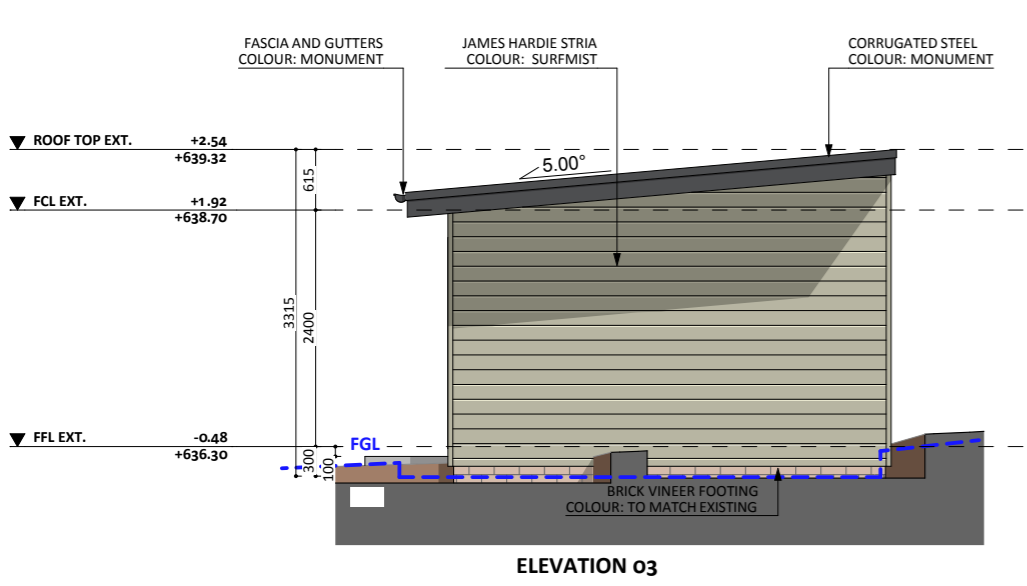 FASCIA AND GUTTERS
COLOUR: MONUMENT
JAMES HARDIE STRIA
COLOUR: SURFMIST
CORRUGATED STEEL
COLOUR: MONUMENT
ROOF TOP EXT. +2.54
+639.32
5.00°
615
FCL EXT. +1.92
+638.70
3315
2400
FFL EXT. -0.48
+636.30
FGL
300
100
BRICK VINEER FOOTING
COLOUR: TO MATCH EXISTING
ELEVATION 03